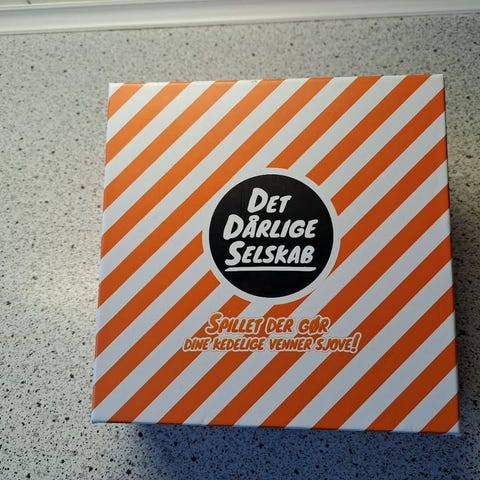 DET
DÅRLIGE
SELSKAB
SPILLET DER GØR
DINE KEDELIGE VENNER SJOVE!